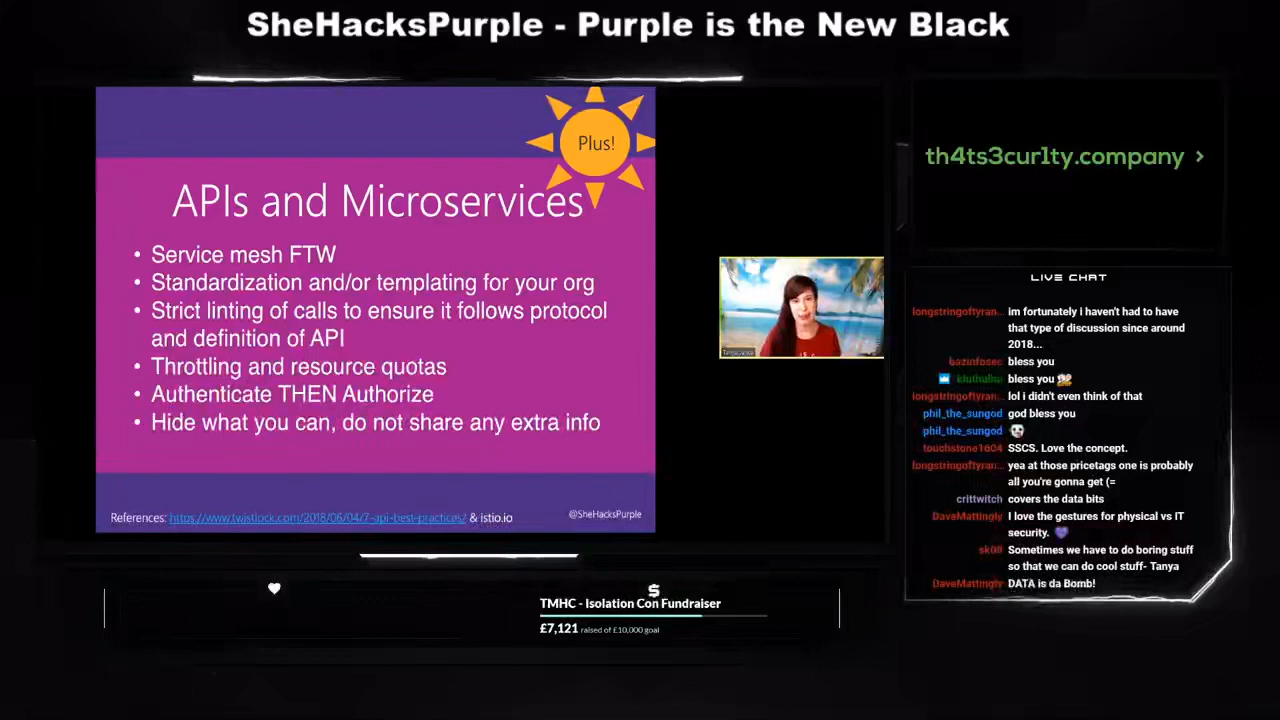 SheHacksPurple - Purple is the New Black
Plus!
APIs and Microservices
• Service mesh FTW
• Standardization and/or templating for your org
• Strict linting of calls to ensure it follows protocol
and definition of API
• Throttling and resource quotas
• Authenticate THEN Authorize
• Hide what you can, do not share any extra info
References: https://www.twistlock.com/2018/06/04/7-api-best-practices/ & istio.io
@SheHacksPurple
th4ts3cur1ty.company >
LIVE CHAT
longstringoftyran... im fortunately i haven't had to have
that type of discussion since around
2018...
bazinfosec bless you
bless you
longstringoftyran... lol i didn't even think of that
phil_the_sungod god bless you
phil_the_sungod
touchstone1604 SSCS. Love the concept.
longstringoftyran... yea at those pricetags one is probably
all you're gonna get (=
crittwitch covers the data bits
DaveMattingly I love the gestures for physical vs IT
security.
Sometimes we have to do boring stuff
so that we can do cool stuff- Tanya
DaveMattingly DATA is da Bomb!
$
TMHC - Isolation Con Fundraiser
£7,121 raised of £10,000 goal